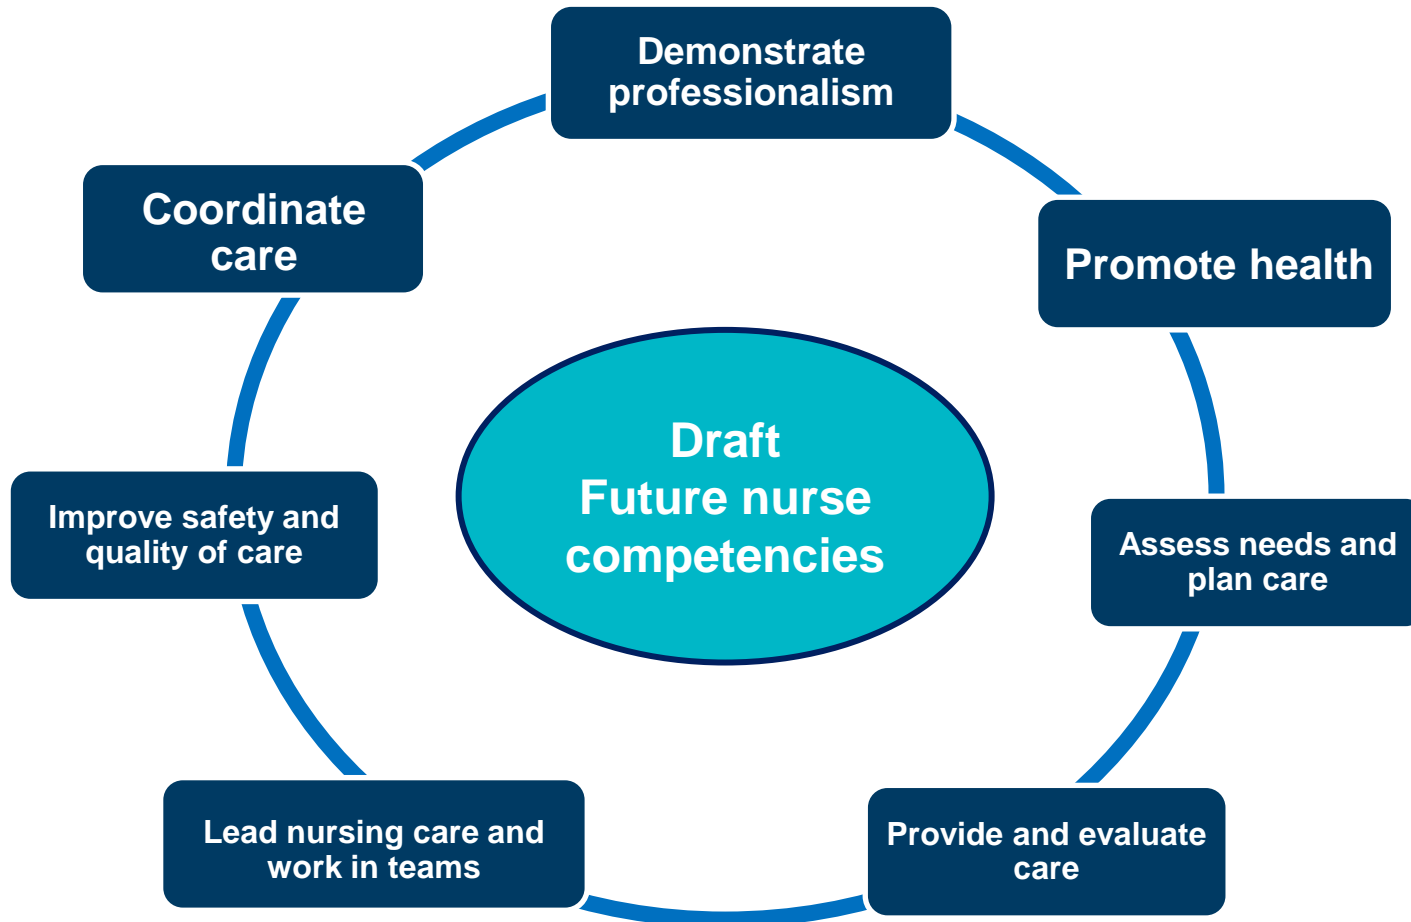 Demonstrate
professionalism
Coordinate
care
Promote health
Draft
Future nurse
competencies
Improve safety and
quality of care
Assess needs and
plan care
Lead nursing care and
work in teams
Provide and evaluate
care